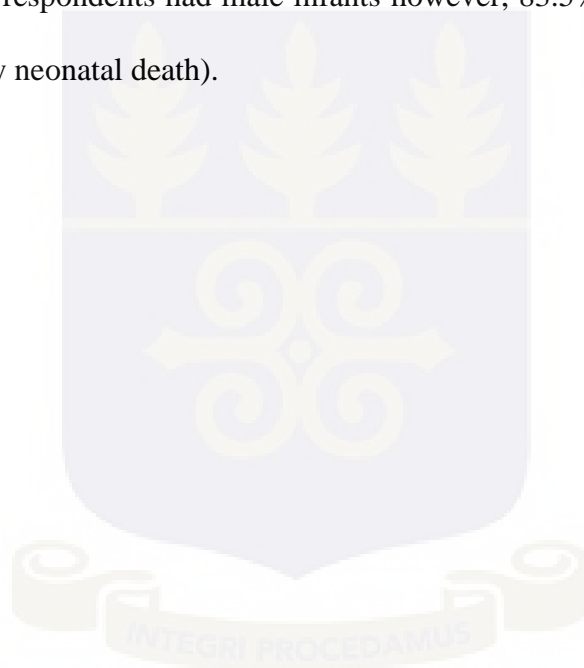 respondents had male infants however, 83.5%
neonatal death).
INTEGRI PROCEDAMUS